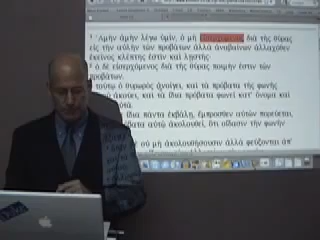 ¹ Ἀμὴν ἀμὴν λέγω ὑμῖν, ὁ μὴ εἰσερχόμενος διὰ τῆς θύρας
εἰς τὴν αὐλὴν τῶν προβάτων ἀλλὰ ἀναβαίνων ἀλλαχόθεν
ἐκεῖνος κλέπτης ἐστὶν καὶ λῃστής·
² ὁ δὲ εἰσερχόμενος διὰ τῆς θύρας ποιμήν ἐστιν τῶν
προβάτων.
τούτῳ ὁ θυρωρὸς ἀνοίγει, καὶ τὰ πρόβατα τῆς φωνῆς
ἀκούει, καὶ τὰ ἴδια πρόβατα φωνεῖ κατ' ὄνομα καὶ
ἴδια πάντα ἐκβάλῃ, ἔμπροσθεν αὐτῶν πορεύεται,
πρόβατα αὐτῷ ἀκολουθεῖ, ὅτι οἴδασιν τὴν φωνὴν
δὲ οὐ μὴ ἀκολουθήσουσιν ἀλλὰ φεύξονται ἀπ'